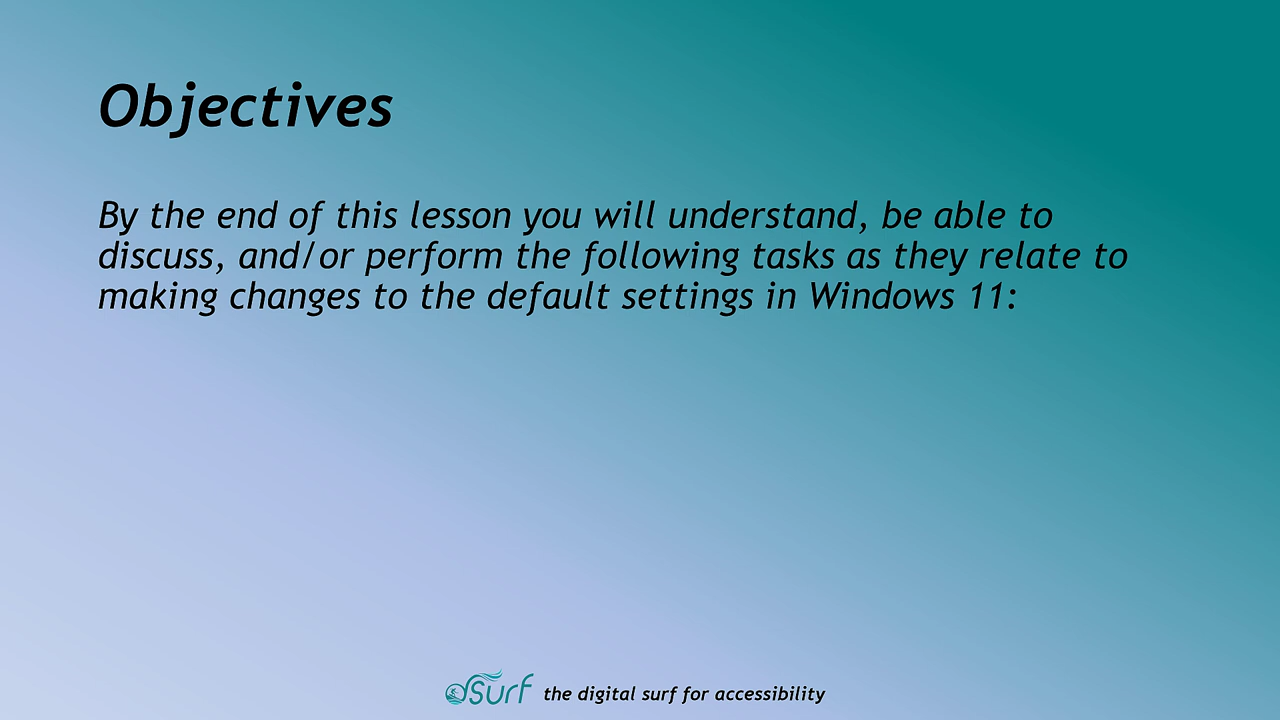 Objectives
By the end of this lesson you will understand, be able to
discuss, and/or perform the following tasks as they relate to
making changes to the default settings in Windows 11:
dSurf the digital surf for accessibility